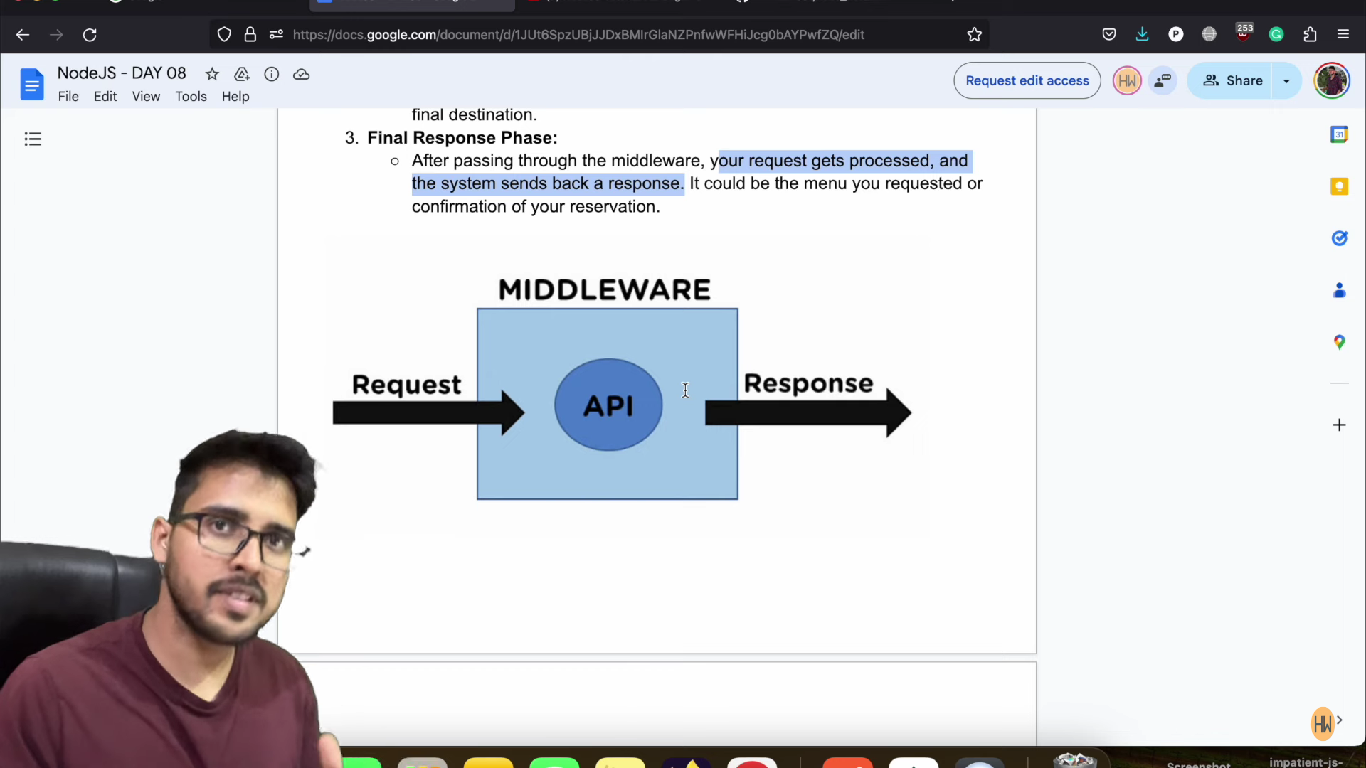 https://docs.google.com/document/d/1JUt6SpzUBjJJDxBMIrGlaNZPnfwWFHiJcg0bAYPwfZQ/edit
253
NodeJS - DAY 08
File Edit View Tools Help
Request edit access
HW
Share
final destination.
3. Final Response Phase:
○ After passing through the middleware, your request gets processed, and
the system sends back a response. It could be the menu you requested or
confirmation of your reservation.
MIDDLEWARE
Request
API
Response
HW
Screenshot
impatient-js-